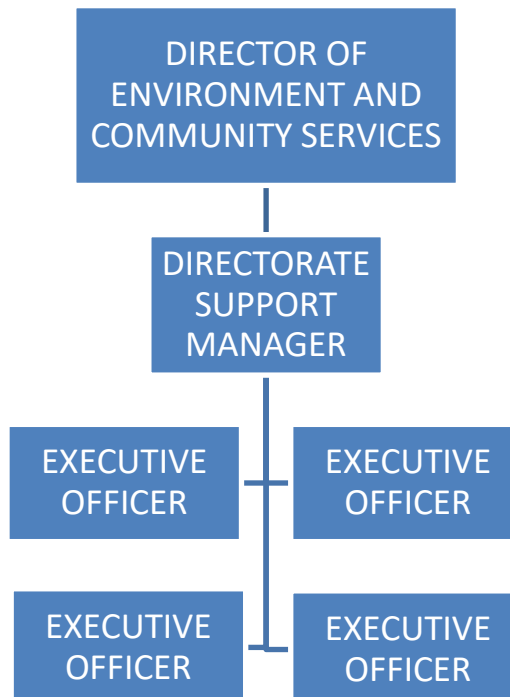 DIRECTOR OF
ENVIRONMENT AND
COMMUNITY SERVICES
DIRECTORATE
SUPPORT
MANAGER
EXECUTIVE
OFFICER
EXECUTIVE
OFFICER
EXECUTIVE
OFFICER
EXECUTIVE
OFFICER